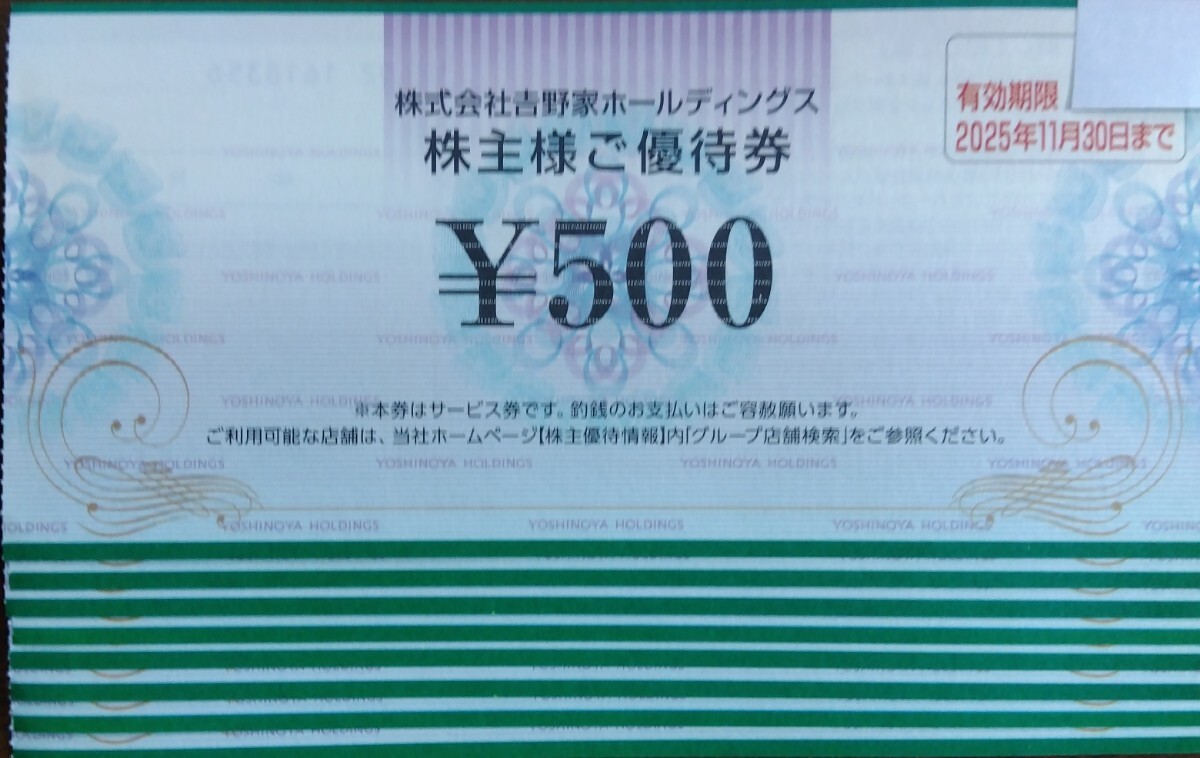 株式会社𠮷野家ホールディングス
株主様ご優待券
有効期限
2025年11月30日まで
¥500
※本券はサービス券です。釣銭のお支払いはご容赦願います。
ご利用可能な店舗は、当社ホームページ【株主優待情報】内「グループ店舗検索」をご参照ください。
YOSHINOYA HOLDINGS